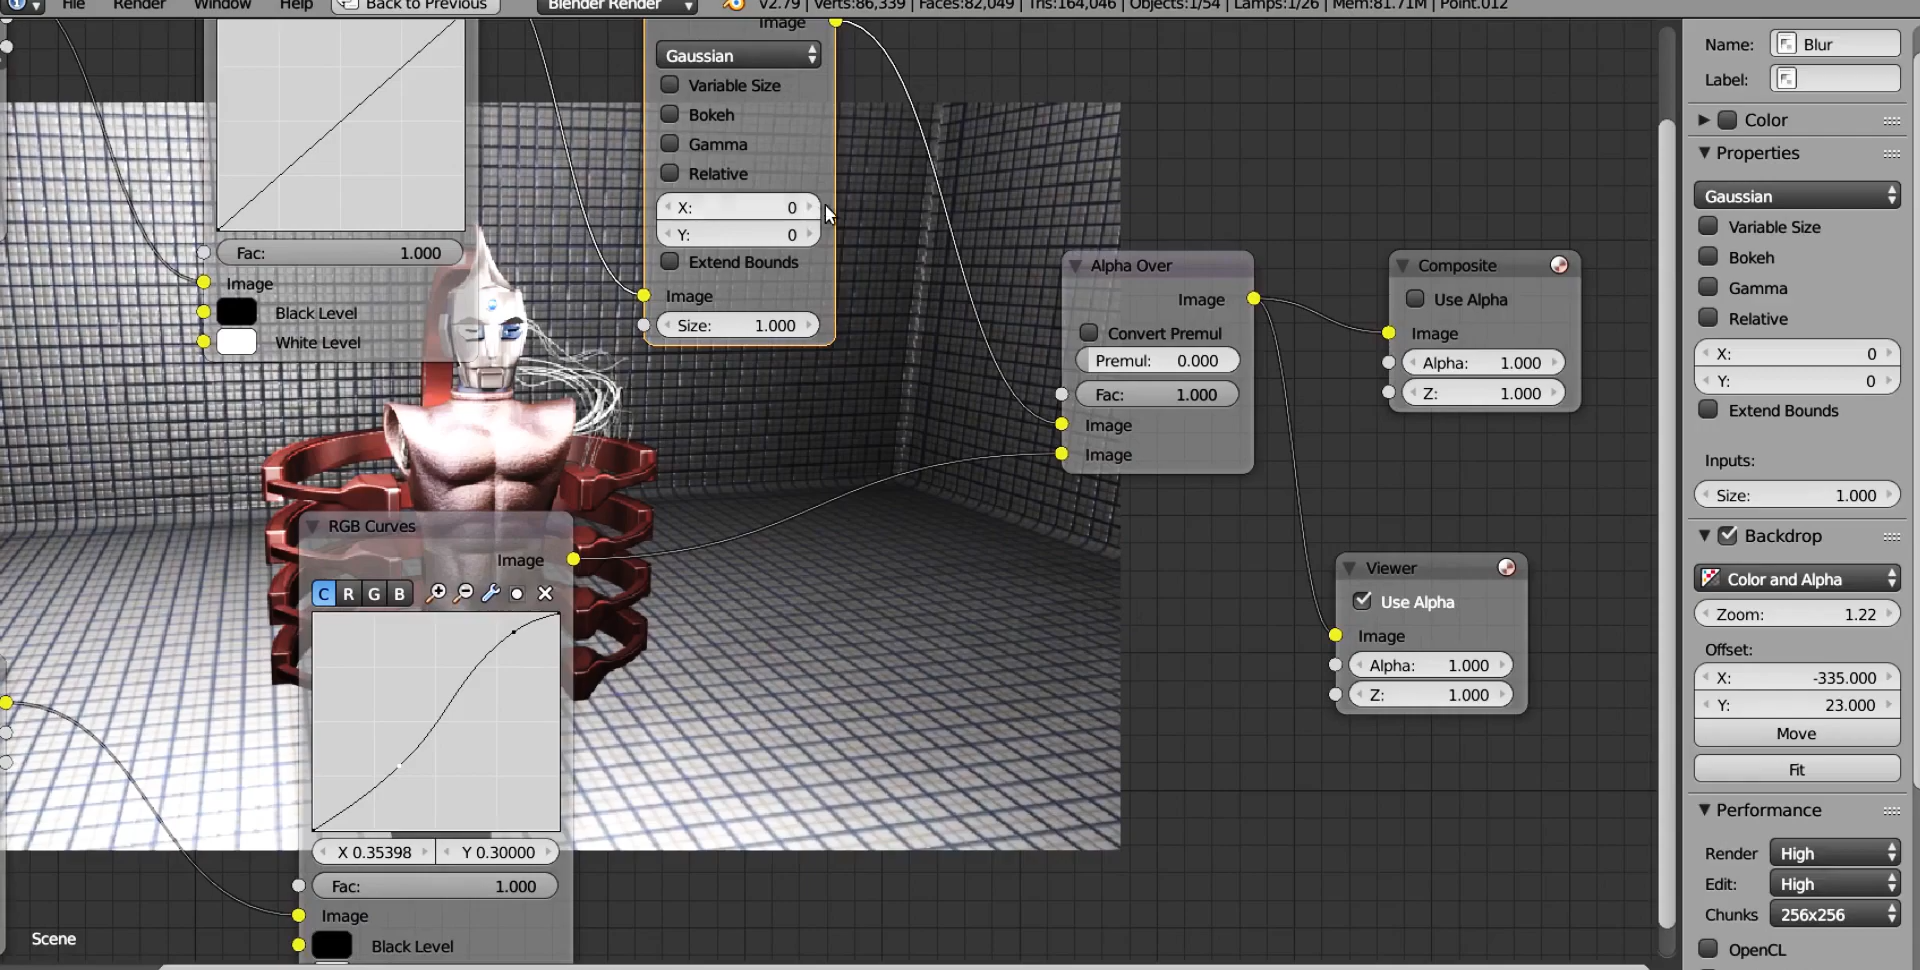 File Render Window Help Back to Previous Blender Render v2.79 | Verts:86,339 | Faces:82,049 | Tris:164,046 | Objects:1/54 | Lamps:1/26 | Mem:81.71M | Point.012
Image
Gaussian
Variable Size
Bokeh
Gamma
Relative
X: 0
Y: 0
Extend Bounds
Image
Size: 1.000
Fac: 1.000
Image
Black Level
White Level
Alpha Over
Image
Convert Premul
Premul: 0.000
Fac: 1.000
Image
Image
Composite
Use Alpha
Image
Alpha: 1.000
Z: 1.000
RGB Curves
Image
C R G B
X 0.35398 Y 0.30000
Fac: 1.000
Image
Black Level
Viewer
Use Alpha
Image
Alpha: 1.000
Z: 1.000
Scene
Name: Blur
Label:
Color
Properties
Gaussian
Variable Size
Bokeh
Gamma
Relative
X: 0
Y: 0
Extend Bounds
Inputs:
Size: 1.000
Backdrop
Color and Alpha
Zoom: 1.22
Offset:
X: -335.000
Y: 23.000
Move
Fit
Performance
Render High
Edit: High
Chunks 256x256
OpenCL